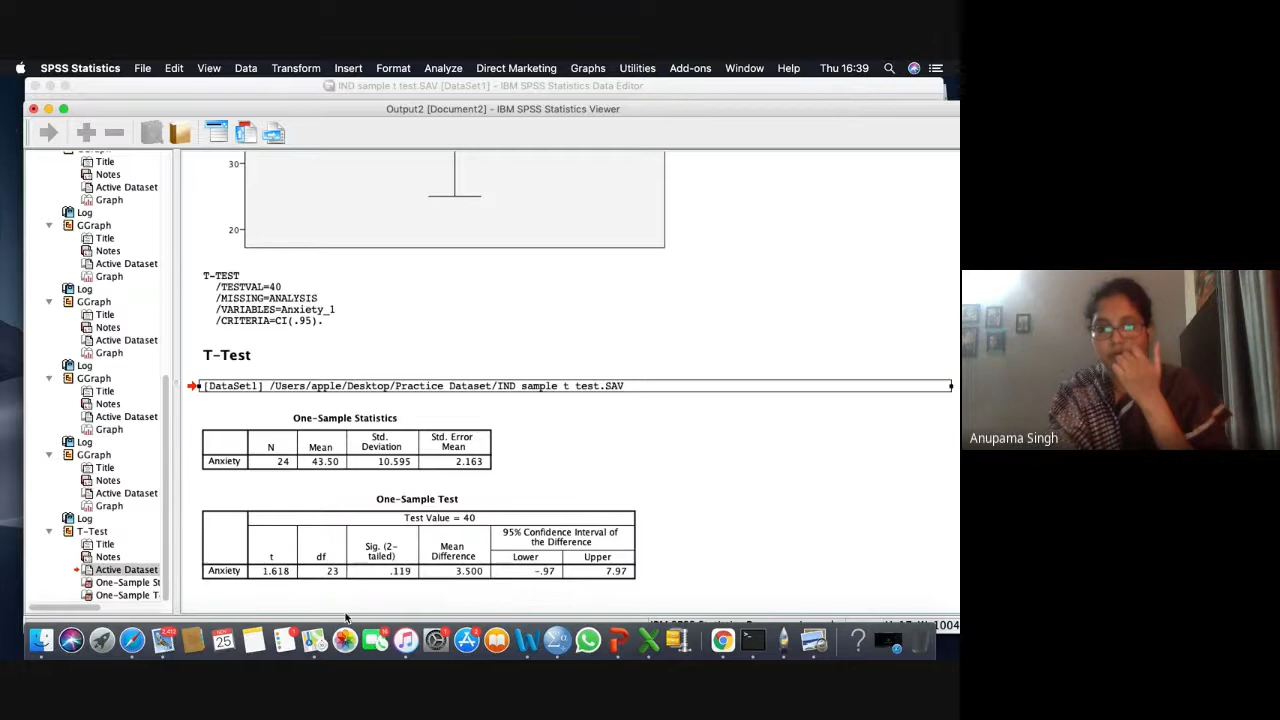 SPSS Statistics File Edit View Data Transform Insert Format Analyze Direct Marketing Graphs Utilities Add-ons Window Help Thu 16:39
IND sample t test.SAV [DataSet1] - IBM SPSS Statistics Data Editor
Output2 [Document2] - IBM SPSS Statistics Viewer
Title
Notes
Active Dataset
Graph
Log
GGraph
Title
Notes
Active Dataset
Graph
Log
GGraph
Title
Notes
Active Dataset
Graph
Log
GGraph
Title
Notes
Active Dataset
Graph
Log
GGraph
Title
Notes
Active Dataset
Graph
Log
T-Test
Title
Notes
Active Dataset
One-Sample St
One-Sample T
30
20
T-TEST
/TESTVAL=40
/MISSING=ANALYSIS
/VARIABLES=Anxiety_1
/CRITERIA=CI(.95).
T-Test
[DataSet1] /Users/apple/Desktop/Practice Dataset/IND sample t test.SAV
One-Sample Statistics
N Mean Std. Deviation Std. Error Mean
Anxiety 24 43.50 10.595 2.163
One-Sample Test
Test Value = 40
t df Sig. (2-tailed) Mean Difference 95% Confidence Interval of the Difference
Lower Upper
Anxiety 1.618 23 .119 3.500 -.97 7.97
NOV
25
Anupama Singh